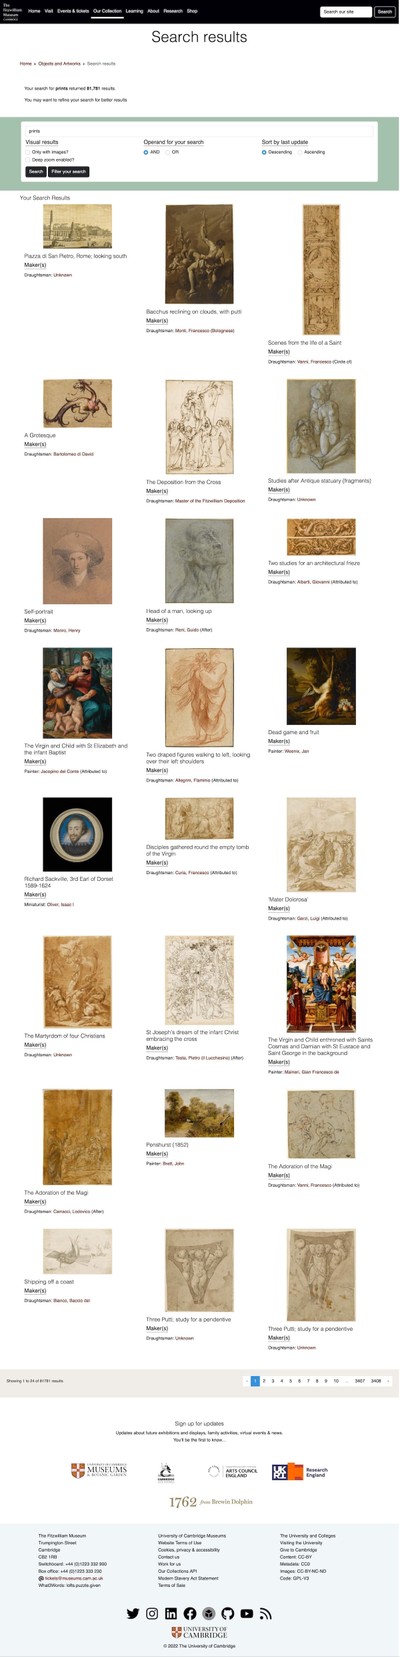 The
Fitzwilliam
Museum
CAMBRIDGE
Home Visit Events & tickets Our Collection Learning About Research Shop
Search our site Search
Search results
Home » Objects and Artworks » Search results
Your search for prints returned 81,781 results
You may want to refine your search for better results
prints
Visual results Operand for your search Sort by last update
Only with images? AND OR Descending Ascending
Deep zoom enabled?
Search Filter your search
Your Search Results
Piazza di San Pietro, Rome; looking south
Maker(s)
Draughtsman: Unknown
Bacchus reclining on clouds, with putti
Maker(s)
Draughtsman: Monti, Francesco (Bolognese)
Scenes from the life of a Saint
Maker(s)
Draughtsman: Vanni, Francesco (Circle of)
A Grotesque
Maker(s)
Draughtsman: Bartolomeo di David
The Deposition from the Cross
Maker(s)
Draughtsman: Master of the Fitzwilliam Deposition
Studies after Antique statuary (fragments)
Maker(s)
Draughtsman: Unknown
Self-portrait
Maker(s)
Draughtsman: Monro, Henry
Head of a man, looking up
Maker(s)
Draughtsman: Reni, Guido (After)
Two studies for an architectural frieze
Maker(s)
Draughtsman: Alberti, Giovanni (Attributed to)
The Virgin and Child with St Elizabeth and
the infant Baptist
Maker(s)
Painter: Jacopino del Conte (Attributed to)
Two draped figures walking to left, looking
over their left shoulders
Maker(s)
Draughtsman: Allegrini, Flaminio (Attributed to)
Dead game and fruit
Maker(s)
Painter: Weenix, Jan
Richard Sackville, 3rd Earl of Dorset
1589-1624
Maker(s)
Miniaturist: Oliver, Isaac I
Disciples gathered round the empty tomb
of the Virgin
Maker(s)
Draughtsman: Curia, Francesco (Attributed to)
'Mater Dolorosa'
Maker(s)
Draughtsman: Garzi, Luigi (Attributed to)
The Martyrdom of four Christians
Maker(s)
Draughtsman: Unknown
St Joseph's dream of the infant Christ
embracing the cross
Maker(s)
Draughtsman: Testa, Pietro (il Lucchesino) (After)
The Virgin and Child enthroned with Saints
Cosmas and Damian with St Eustace and
Saint George in the background
Maker(s)
Painter: Maineri, Gian Francesco de
The Adoration of the Magi
Maker(s)
Draughtsman: Carracci, Lodovico (After)
Penshurst (1852)
Maker(s)
Painter: Brett, John
The Adoration of the Magi
Maker(s)
Draughtsman: Vanni, Francesco (Attributed to)
Shipping off a coast
Maker(s)
Draughtsman: Bianco, Baccio del
Three Putti, study for a pendentive
Maker(s)
Draughtsman: Unknown
Three Putti, study for a pendentive
Maker(s)
Draughtsman: Unknown
Showing 1 to 24 of 81781 results
‹ 1 2 3 4 5 6 7 8 9 10 ... 3407 3408 ›
Sign up for updates
Updates about future exhibitions and displays, family activities, virtual events & news.
You'll be the first to know...
UNIVERSITY OF CAMBRIDGE
MUSEUMS
& BOTANIC GARDEN
ARTS COUNCIL
ENGLAND
UK
RI
Research
England
1762 from Brewin Dolphin
The Fitzwilliam Museum
Trumpington Street
Cambridge
CB2 1RB
Switchboard: +44 (0)1223 332 900
Box office: +44 (0)1223 333 230
tickets@museums.cam.ac.uk
What3Words: lofts.puzzle.given
University of Cambridge Museums
Website Terms of Use
Cookies, privacy & accessibility
Contact us
Work for us
Our Collections API
Modern Slavery Act Statement
Terms of Sale
The University and Colleges
Visiting the University
Give to Cambridge
Content: CC-BY
Metadata: CC0
Images: CC-BY-NC-ND
Code: GPL-V3
UNIVERSITY OF
CAMBRIDGE
© 2022 The University of Cambridge